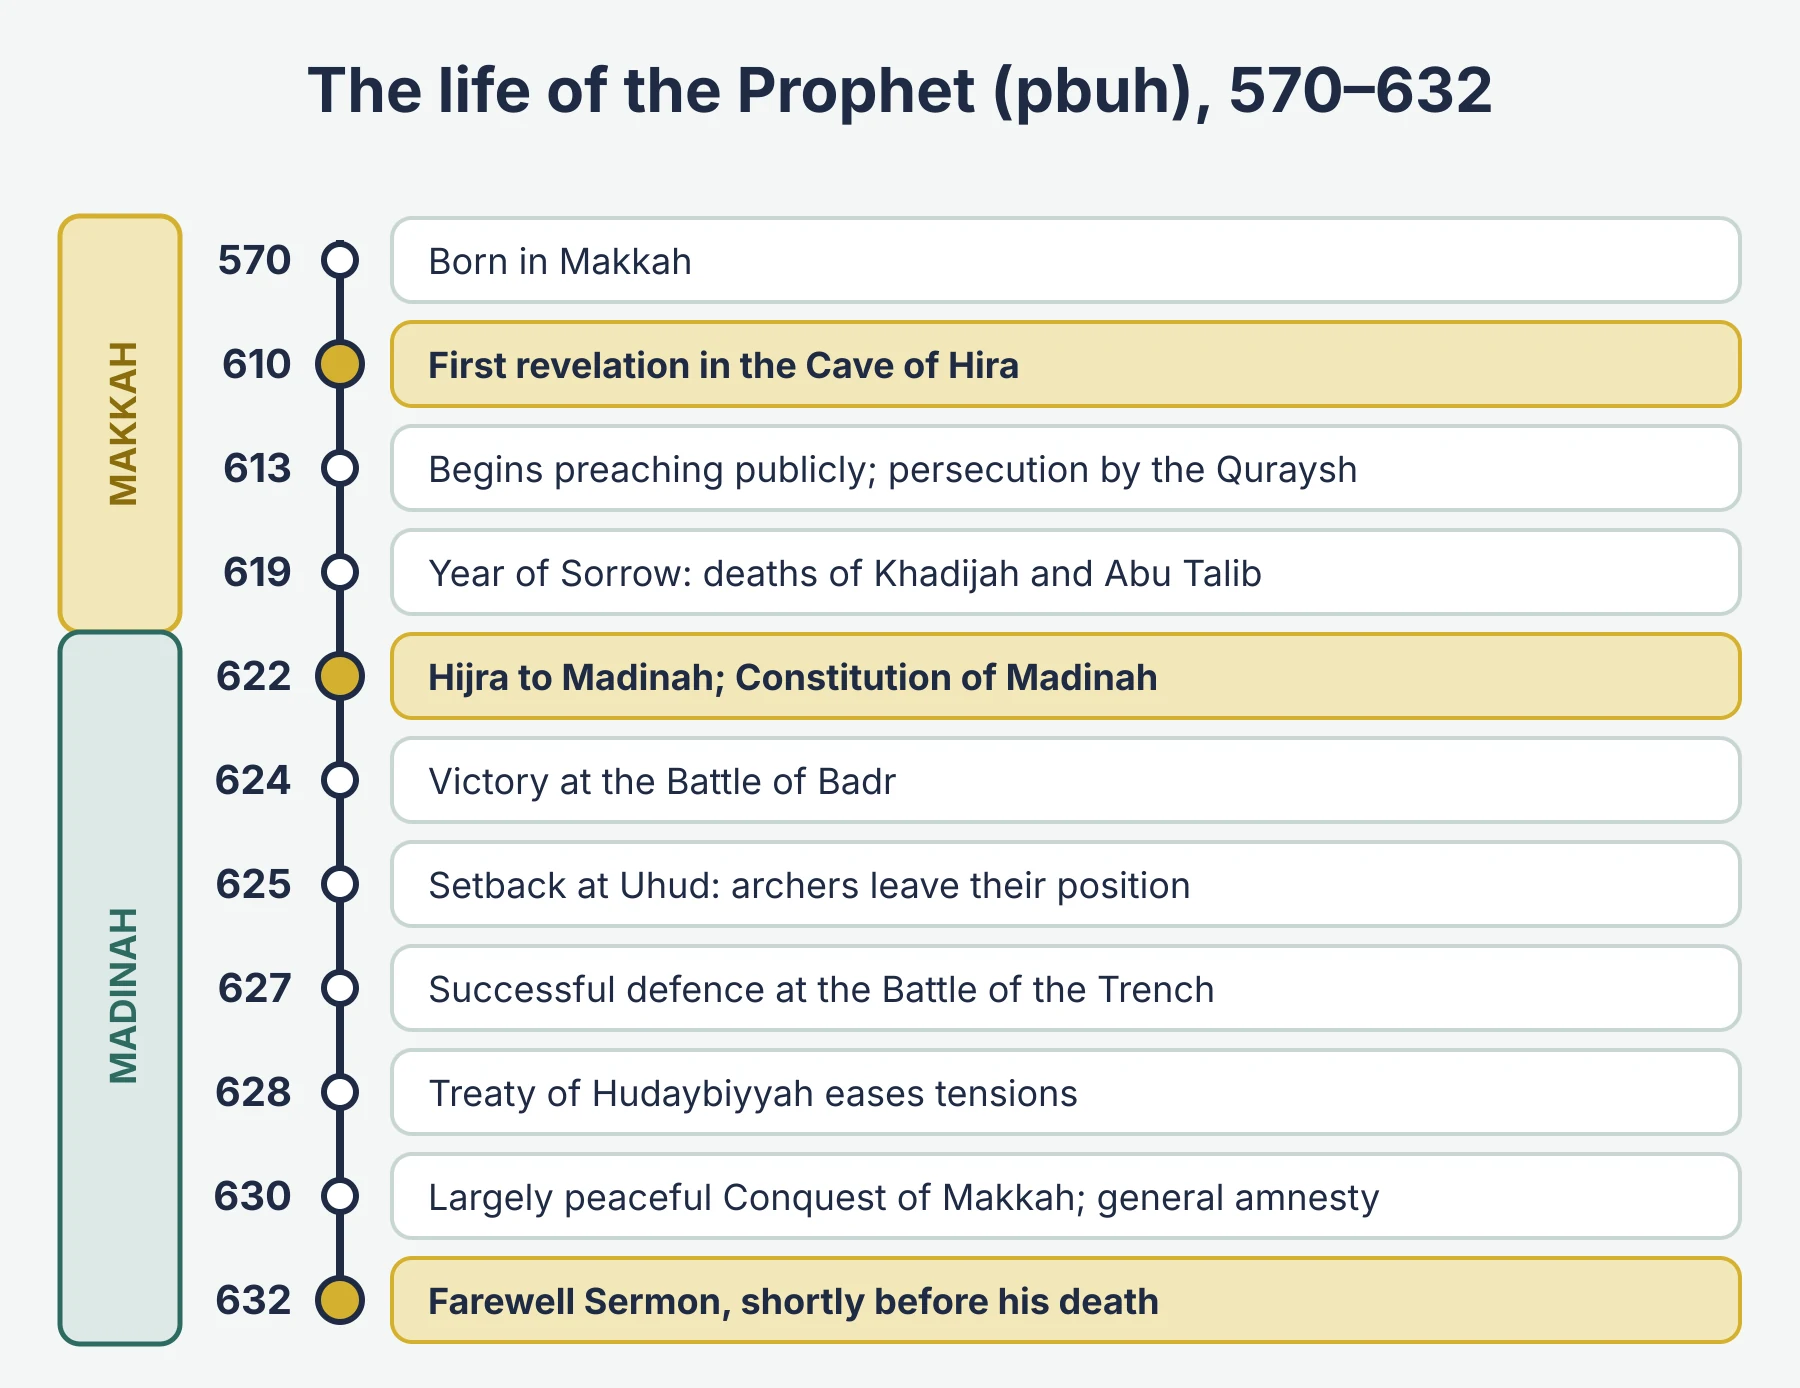 The life of the Prophet (pbuh), 570–632
MAKKAH
570
Born in Makkah
610
First revelation in the Cave of Hira
613
Begins preaching publicly; persecution by the Quraysh
619
Year of Sorrow: deaths of Khadijah and Abu Talib
MADINAH
622
Hijra to Madinah; Constitution of Madinah
624
Victory at the Battle of Badr
625
Setback at Uhud: archers leave their position
627
Successful defence at the Battle of the Trench
628
Treaty of Hudaybiyyah eases tensions
630
Largely peaceful Conquest of Makkah; general amnesty
632
Farewell Sermon, shortly before his death